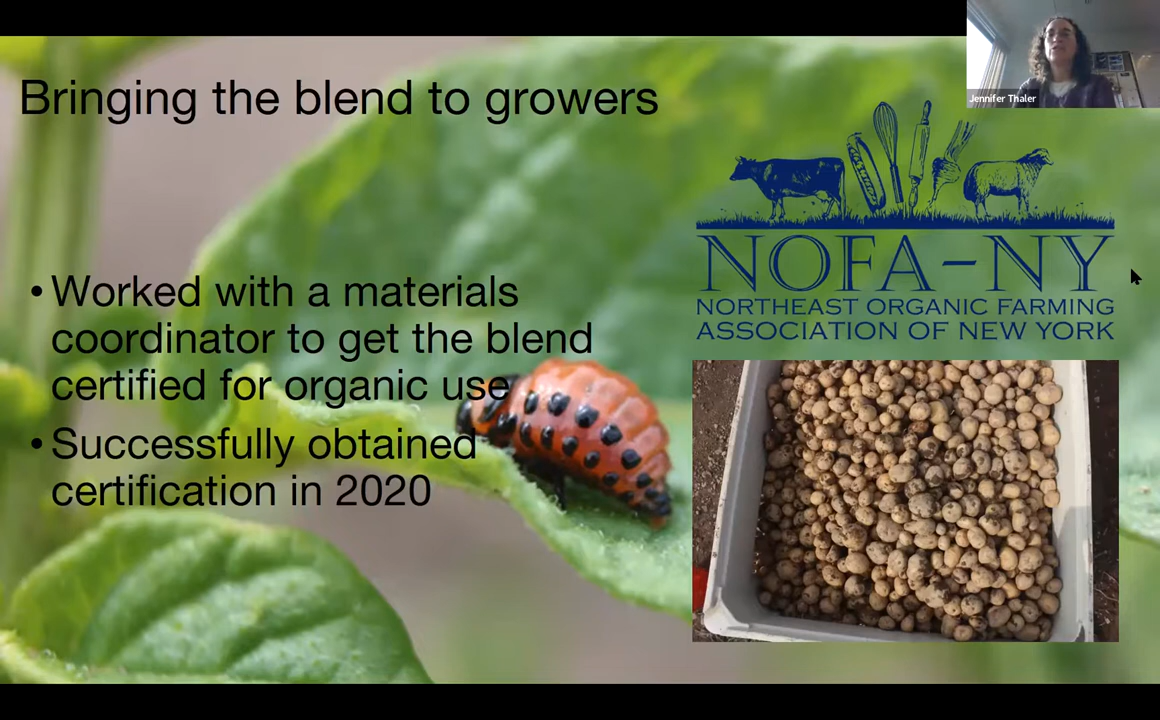 Bringing the blend to growers
Jennifer Thaler
NOFA-NY
NORTHEAST ORGANIC FARMING
ASSOCIATION OF NEW YORK
• Worked with a materials
coordinator to get the blend
certified for organic use
• Successfully obtained
certification in 2020